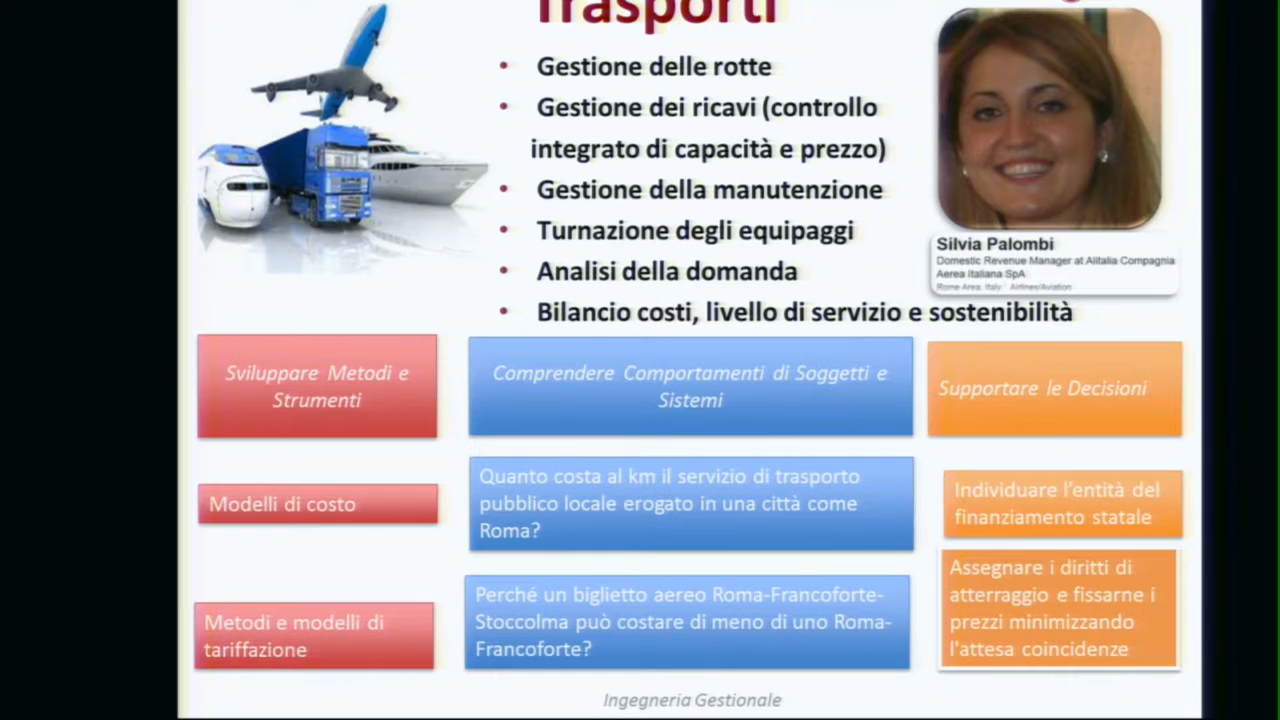 Trasporti
• Gestione delle rotte
• Gestione dei ricavi (controllo
integrato di capacità e prezzo)
• Gestione della manutenzione
• Turnazione degli equipaggi
• Analisi della domanda
• Bilancio costi, livello di servizio e sostenibilità
Silvia Palombi
Domestic Revenue Manager at Alitalia Compagnia
Aerea Italiana SpA
Rome Area, Italy Airlines/Aviation
Sviluppare Metodi e
Strumenti
Comprendere Comportamenti di Soggetti e
Sistemi
Supportare le Decisioni
Modelli di costo
Quanto costa al km il servizio di trasporto
pubblico locale erogato in una città come
Roma?
Individuare l'entità del
finanziamento statale
Metodi e modelli di
tariffazione
Perché un biglietto aereo Roma-Francoforte-
Stoccolma può costare di meno di uno Roma-
Francoforte?
Assegnare i diritti di
atterraggio e fissarne i
prezzi minimizzando
l'attesa coincidenze
Ingegneria Gestionale